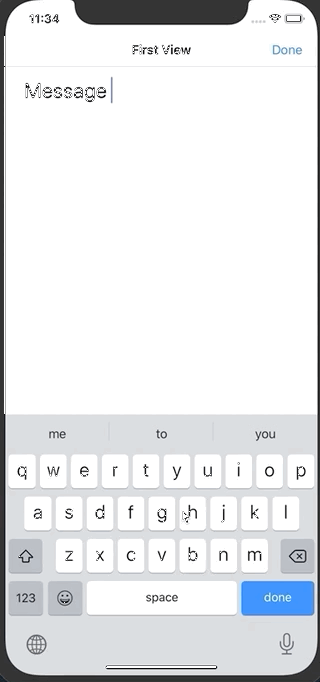 11:34
First View Done
Message
me to you
q w e r t y u i o p
a s d f g h j k l
z x c v b n m
123 space done